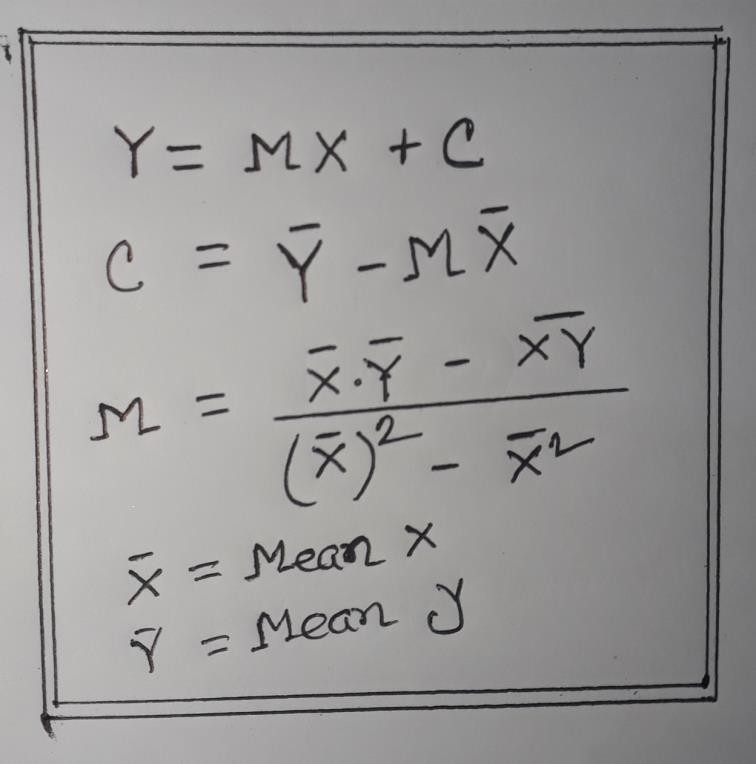 Y = MX + C
C = Ȳ - MX̄
M = (X̄.Ȳ - X̅Y̅) / ((X̄)² - X̄²)
X̄ = Mean X
Ȳ = Mean Y